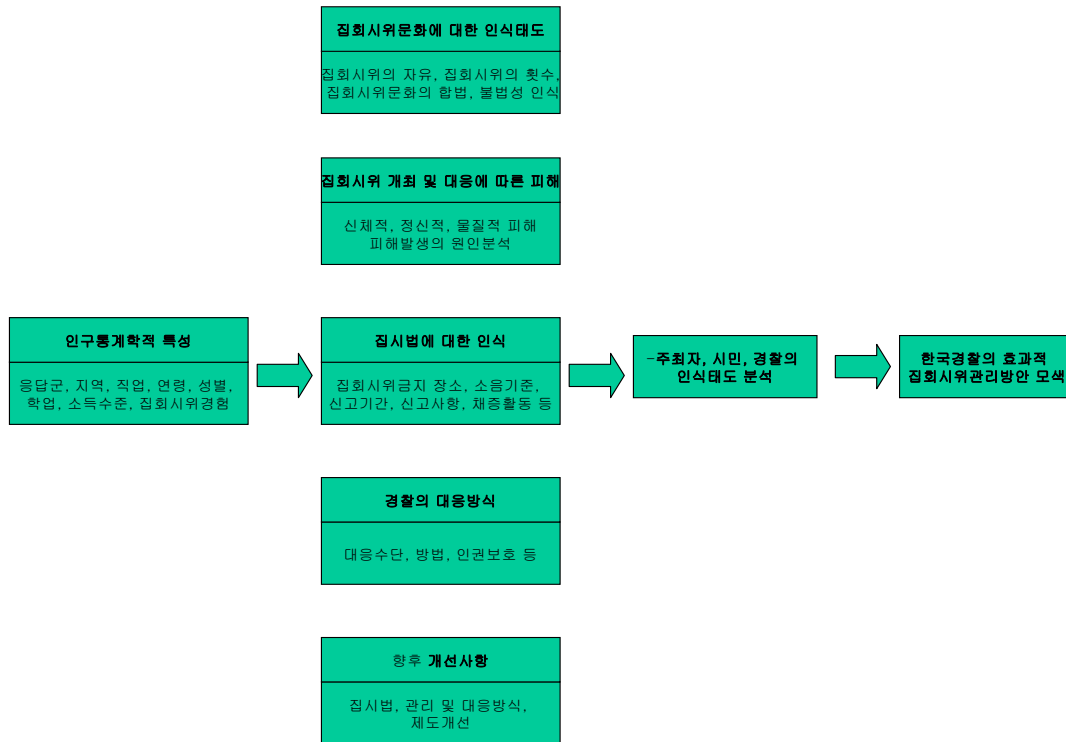 집회시위문화에 대한 인식태도
집회시위의 자유, 집회시위의 횟수,
집회시위문화의 합법, 불법성 인식
집회시위 개최 및 대응에 따른 피해
신체적, 정신적, 물질적 피해
피해발생의 원인분석
인구통계학적 특성
응답군, 지역, 직업, 연령, 성별,
학업, 소득수준, 집회시위경험
집시법에 대한 인식
집회시위금지 장소, 소음기준,
신고기간, 신고사항, 채증활동 등
-주최자, 시민, 경찰의
인식태도 분석
한국경찰의 효과적
집회시위관리방안 모색
경찰의 대응방식
대응수단, 방법, 인권보호 등
향후 개선사항
집시법, 관리 및 대응방식,
제도개선